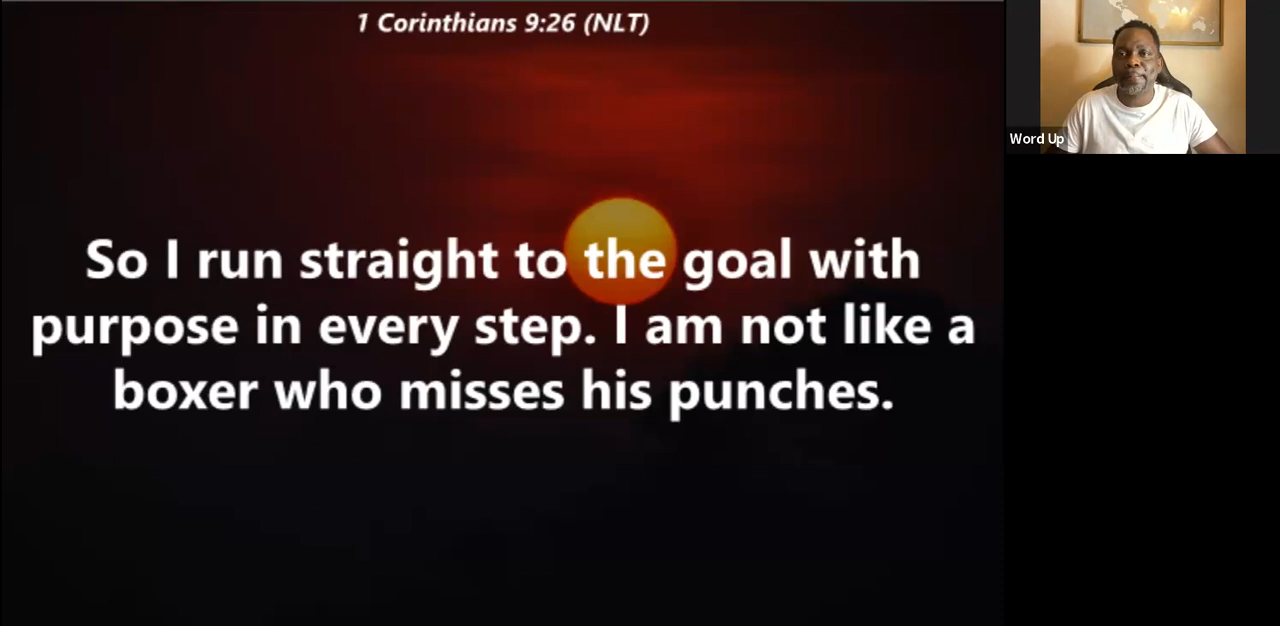 1 Corinthians 9:26 (NLT)
So I run straight to the goal with
purpose in every step. I am not like a
boxer who misses his punches.
Word Up